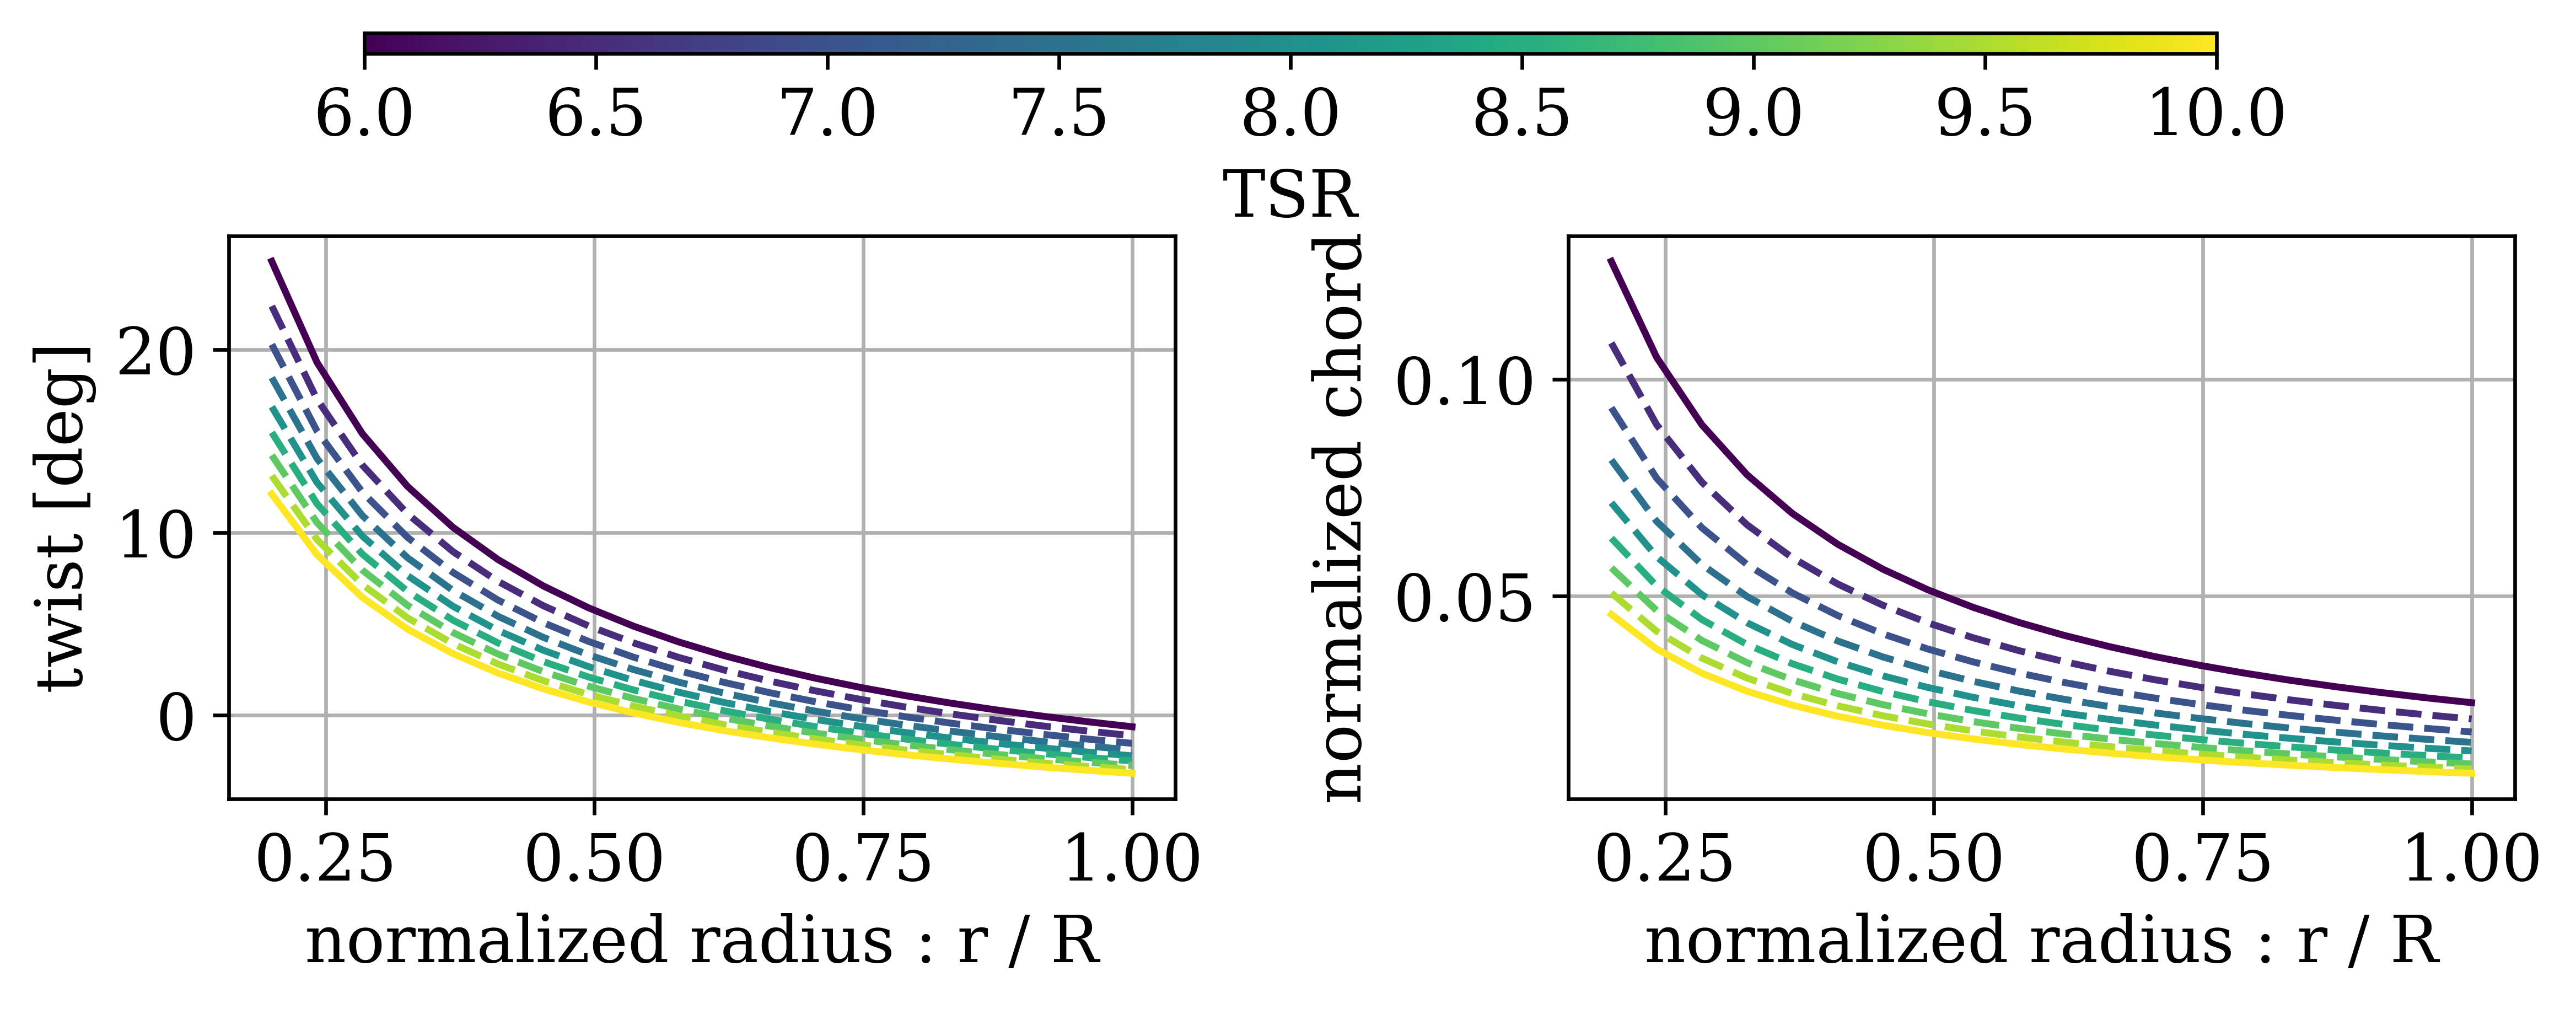 6.0 6.5 7.0 7.5 8.0 8.5 9.0 9.5 10.0
TSR
twist [deg]
20
10
0
0.25 0.50 0.75 1.00
normalized radius : r / R
normalized chord
0.10
0.05
0.25 0.50 0.75 1.00
normalized radius : r / R